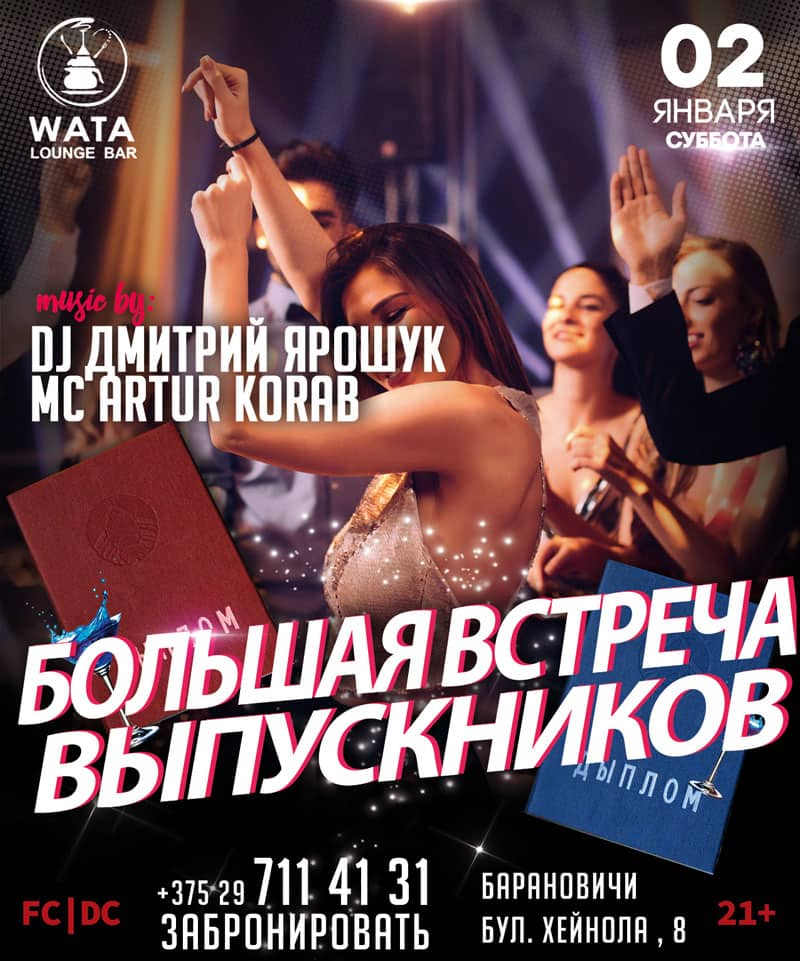 WATA
LOUNGE BAR
02
ЯНВАРЯ
СУББОТА
music by:
DJ ДМИТРИЙ ЯРОШУК
MC ARTUR KORAB
БОЛЬШАЯ ВСТРЕЧА
ВЫПУСКНИКОВ
ДЫПЛОМ
FC|DC
+375 29 711 41 31
ЗАБРОНИРОВАТЬ
БАРАНОВИЧИ
БУЛ. ХЕЙНОЛА , 8
21+